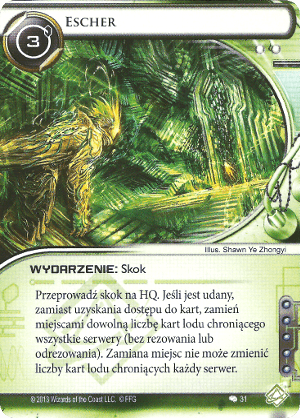 Escher
3
Illus. Shawn Ye Zhongyi
WYDARZENIE: Skok
Przeprowadź skok na HQ. Jeśli jest udany,
zamiast uzyskania dostępu do kart, zamień
miejscami dowolną liczbę kart lodu chroniącego
wszystkie serwery (bez rezowania lub
odrezowania). Zamiana miejsc nie może zmienić
liczby kart lodu chroniących każdy serwer.
© 2013 Wizards of the Coast LLC. © FFG
31